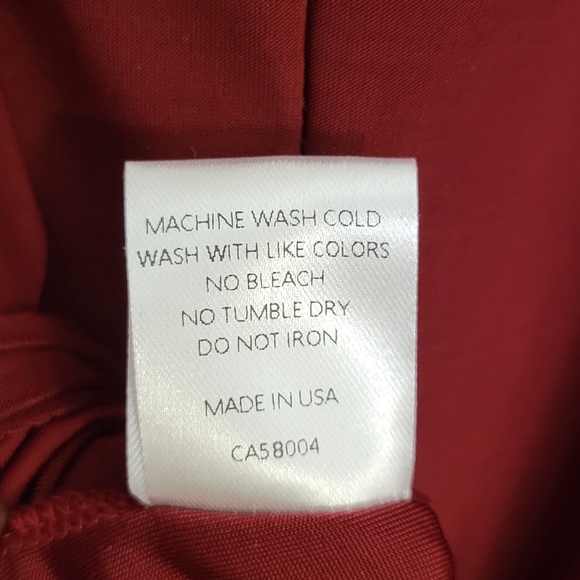 MACHINE WASH COLD
WASH WITH LIKE COLORS
NO BLEACH
NO TUMBLE DRY
DO NOT IRON
MADE IN USA
CA58004